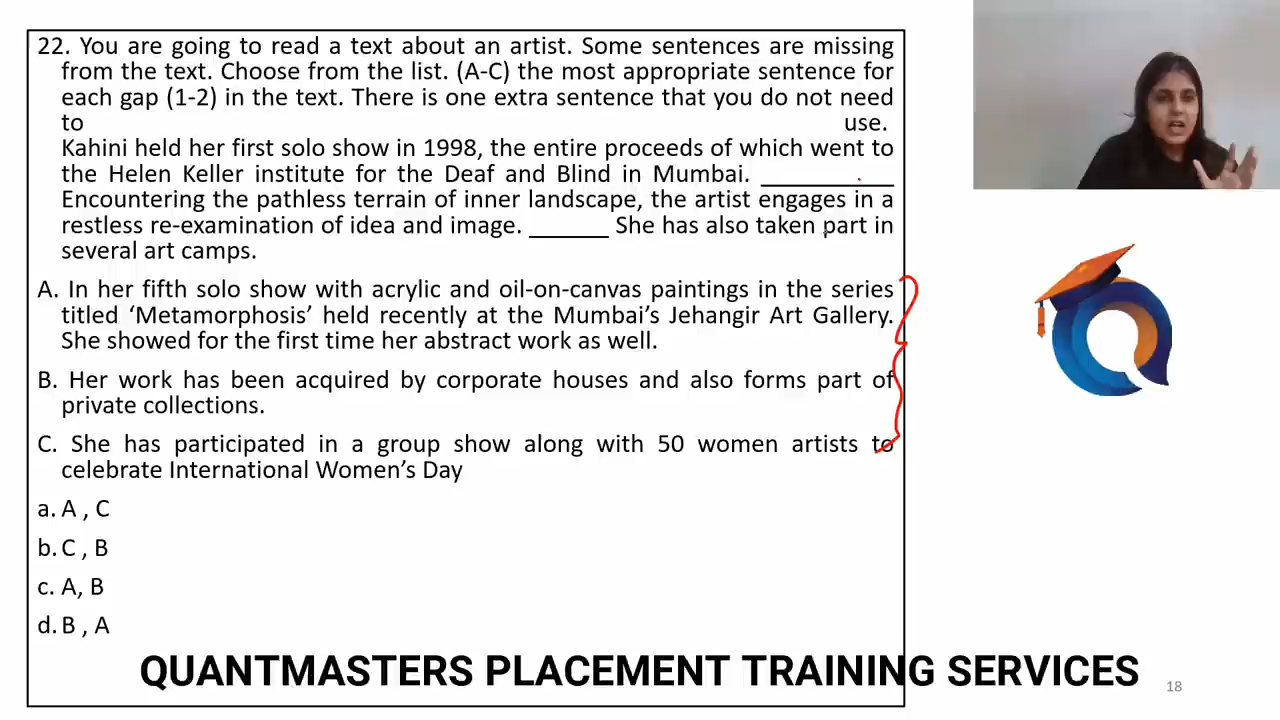 22. You are going to read a text about an artist. Some sentences are missing
from the text. Choose from the list. (A-C) the most appropriate sentence for
each gap (1-2) in the text. There is one extra sentence that you do not need
to use.
Kahini held her first solo show in 1998, the entire proceeds of which went to
the Helen Keller institute for the Deaf and Blind in Mumbai. __________
Encountering the pathless terrain of inner landscape, the artist engages in a
restless re-examination of idea and image. ______ She has also taken part in
several art camps.
A. In her fifth solo show with acrylic and oil-on-canvas paintings in the series
titled ‘Metamorphosis’ held recently at the Mumbai’s Jehangir Art Gallery.
She showed for the first time her abstract work as well.
B. Her work has been acquired by corporate houses and also forms part of
private collections.
C. She has participated in a group show along with 50 women artists to
celebrate International Women’s Day
a. A , C
b. C , B
c. A, B
d. B , A
QUANTMASTERS PLACEMENT TRAINING SERVICES
18